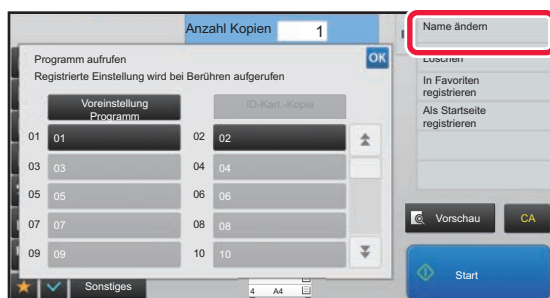 Anzahl Kopien 1
Name ändern
Programm aufrufen
OK
Registrierte Einstellung wird bei Berühren aufgerufen
Löschen
In Favoriten
registrieren
Als Startseite
registrieren
Voreinstellung
Programm
ID-Kart.-Kopie
01 01
02 02
03 03
04 04
05 05
06 06
07 07
08 08
09 09
10 10
Vorschau
CA
Start
Sonstiges
4 A4